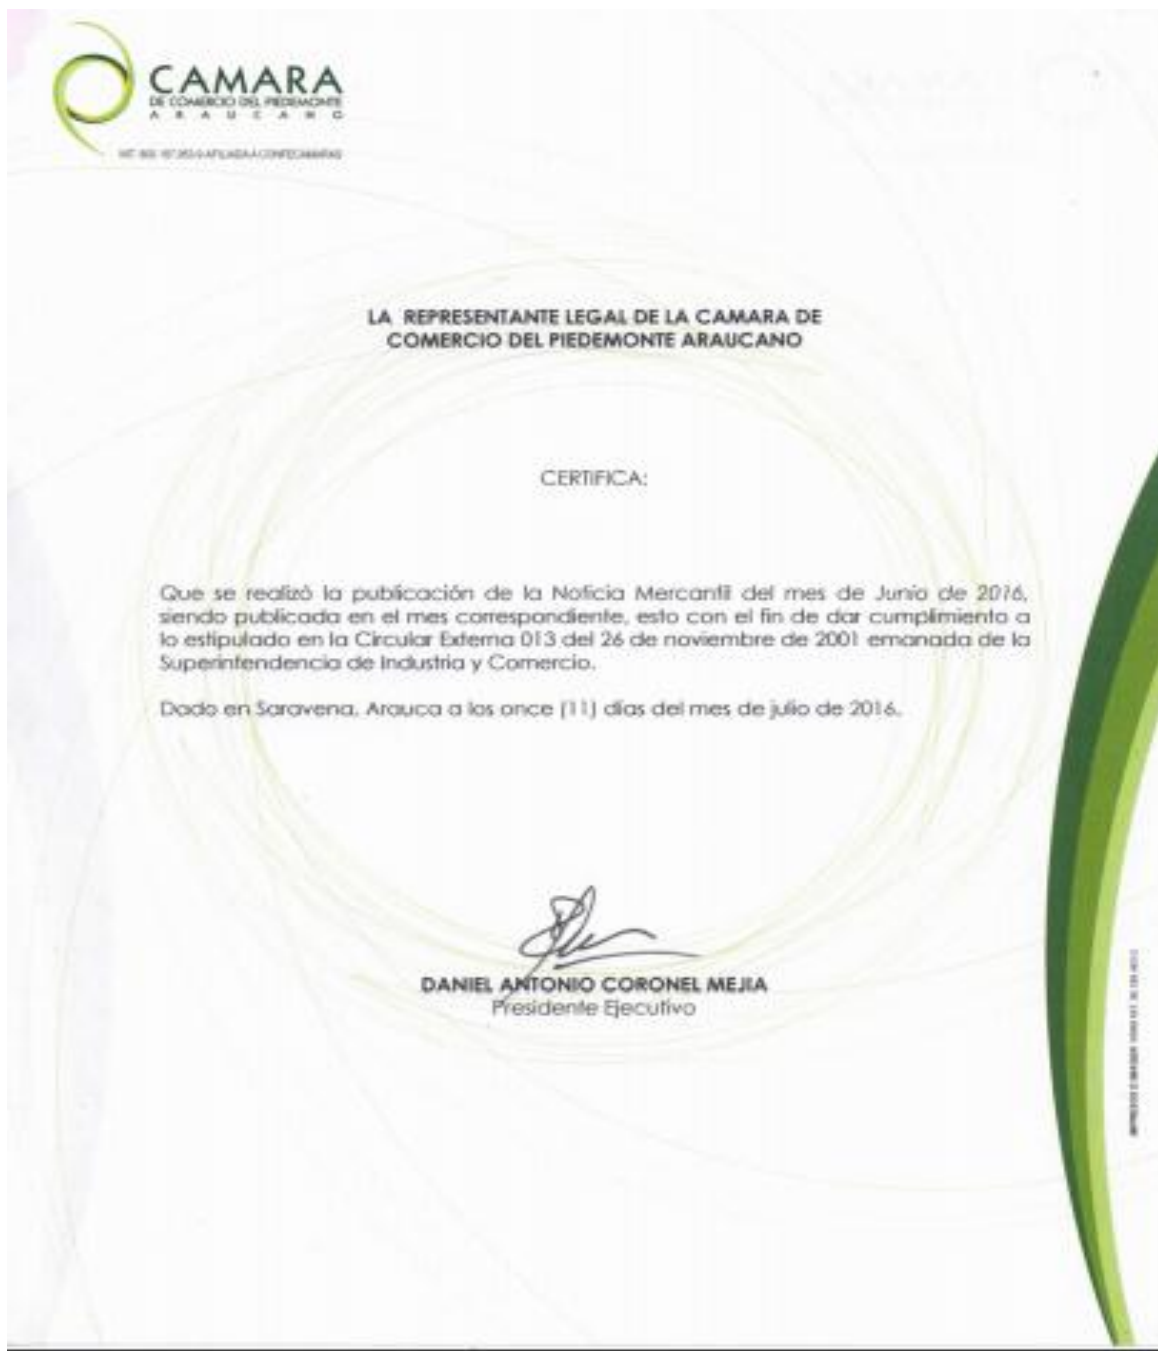 CAMARA
DE COMERCIO DEL PIEDEMONTE
ARAUCANO
AFILIADA A CONFECAMARAS
LA REPRESENTANTE LEGAL DE LA CAMARA DE
COMERCIO DEL PIEDEMONTE ARAUCANO
CERTIFICA:
Que se realizó la publicación de la Noticia Mercantil del mes de Junio de 2016,
siendo publicada en el mes correspondiente, esto con el fin de dar cumplimiento a
lo estipulado en la Circular Externa 013 del 26 de noviembre de 2001 emanada de la
Superintendencia de Industria y Comercio.
Dado en Saravena, Arauca a los once (11) días del mes de julio de 2016.
DANIEL ANTONIO CORONEL MEJIA
Presidente Ejecutivo